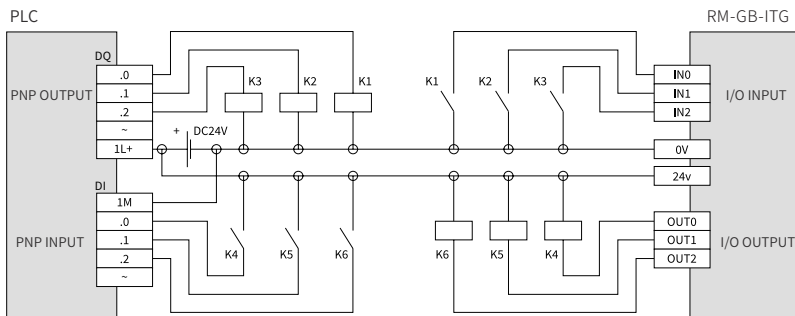 PLC
RM-GB-ITG
DQ
.0
.1
.2
~
1L+
PNP OUTPUT
K3
K2
K1
K1
K2
K3
IN0
IN1
IN2
I/O INPUT
+
DC24V
0V
24v
DI
1M
.0
.1
.2
~
PNP INPUT
K4
K5
K6
K6
K5
K4
OUT0
OUT1
OUT2
I/O OUTPUT